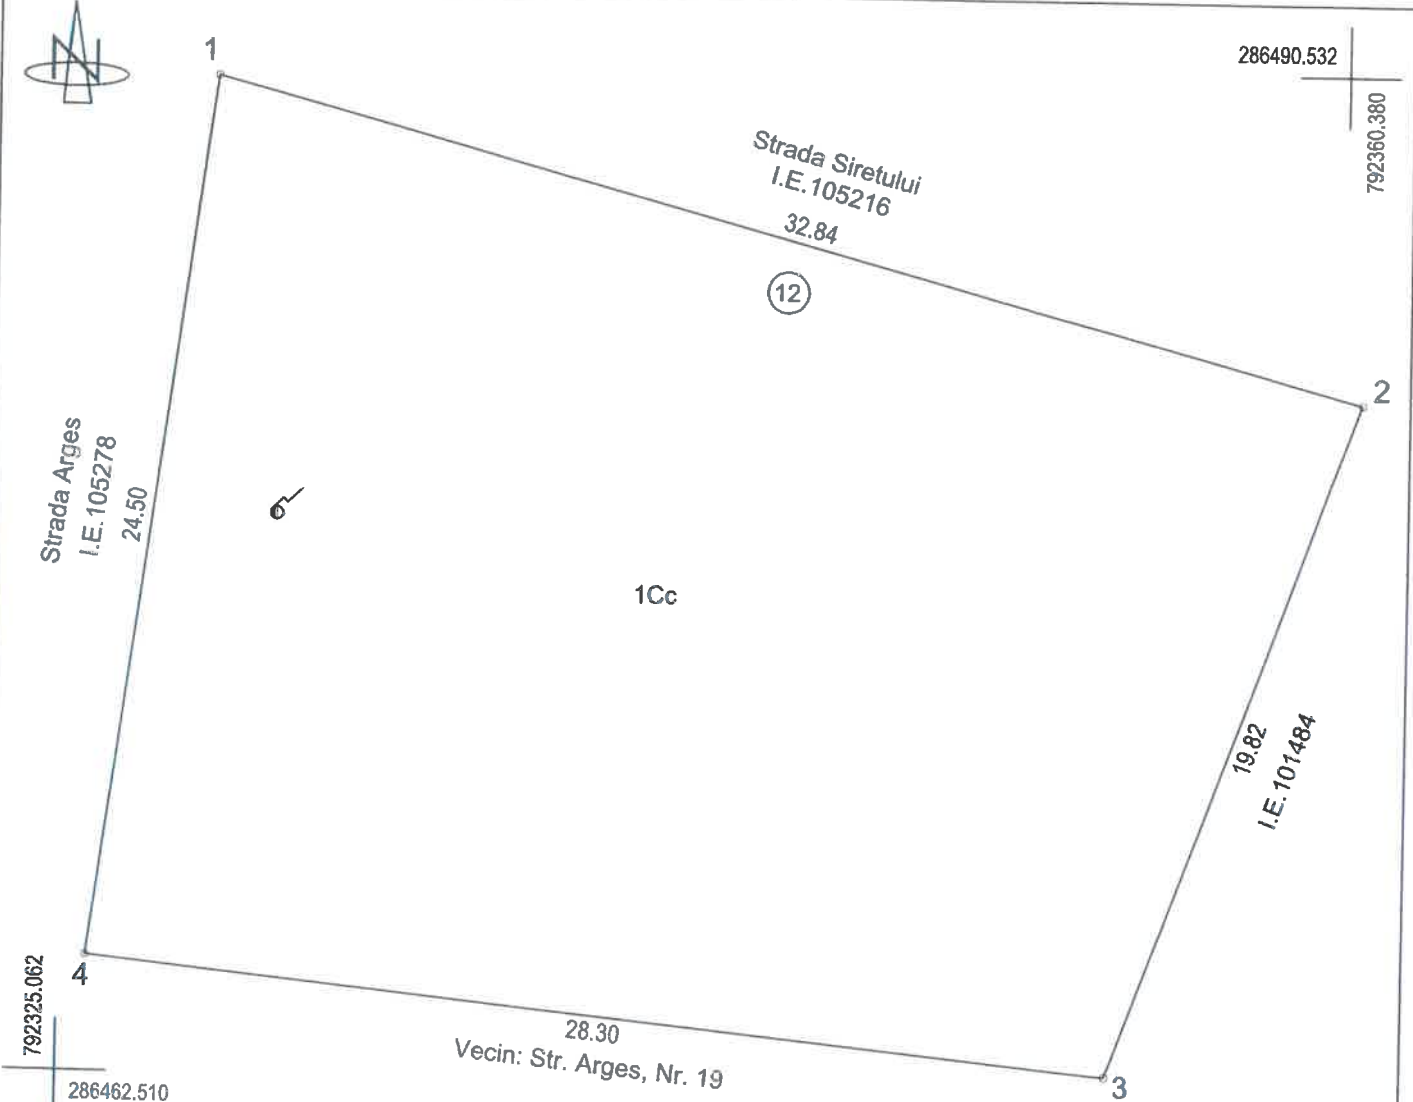 N
1
286490.532
792360.380
Strada Siretului
I.E.105216
32.84
12
2
Strada Arges
I.E.105278
24.50
1Cc
19.82
I.E.101484
4
792325.062
286462.510
28.30
Vecin: Str. Arges, Nr. 19
3